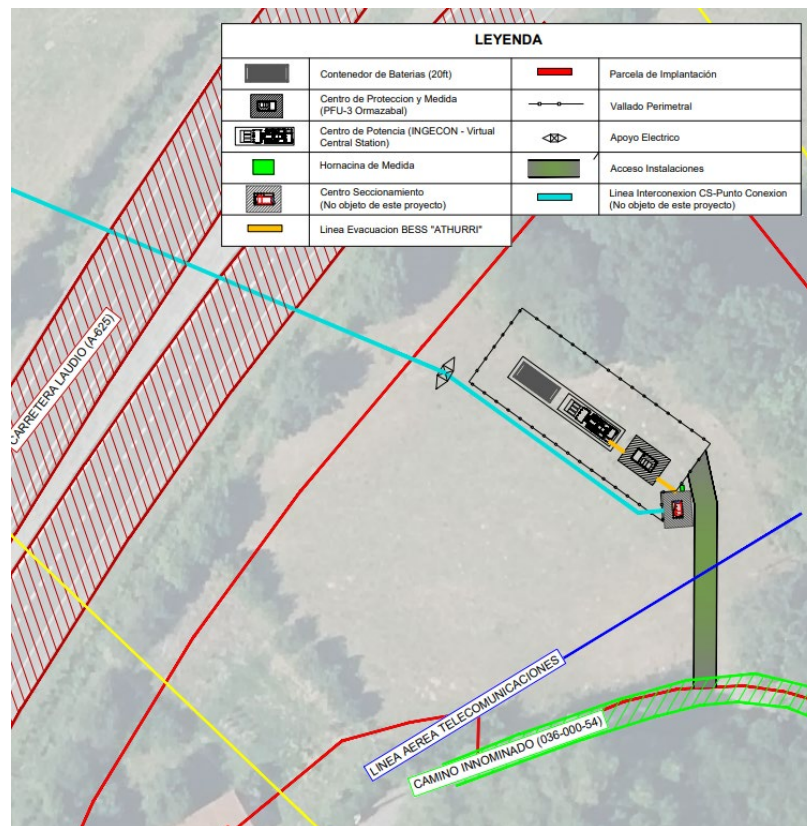 LEYENDA
Contenedor de Baterias (20ft)
Parcela de Implantación
Centro de Proteccion y Medida
(PFU-3 Ormazabal)
Vallado Perimetral
Centro de Potencia (INGECON - Virtual
Central Station)
Apoyo Electrico
Hornacina de Medida
Acceso Instalaciones
Centro Seccionamiento
(No objeto de este proyecto)
Linea Interconexion CS-Punto Conexion
(No objeto de este proyecto)
Linea Evacuacion BESS "ATHURRI"
CARRETERA LAUDIO (A-625)
LINEA AEREA TELECOMUNICACIONES
CAMINO INNOMINADO (036-000-54)